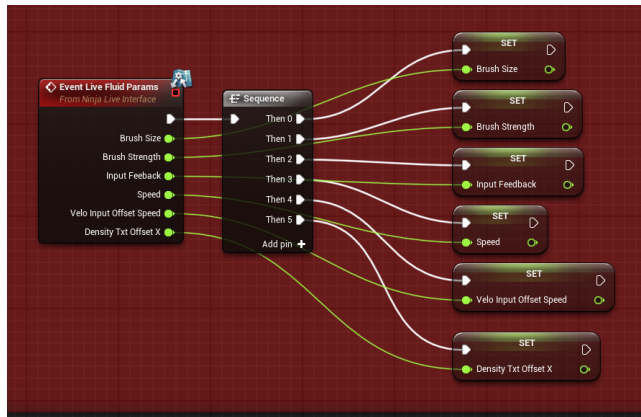 Event Live Fluid Params
From Ninja Live Interface
Brush Size
Brush Strength
Input Feeback
Speed
Velo Input Offset Speed
Density Txt Offset X
Sequence
Then 0
Then 1
Then 2
Then 3
Then 4
Then 5
Add pin +
SET
Brush Size
SET
Brush Strength
SET
Input Feedback
SET
Speed
SET
Velo Input Offset Speed
SET
Density Txt Offset X